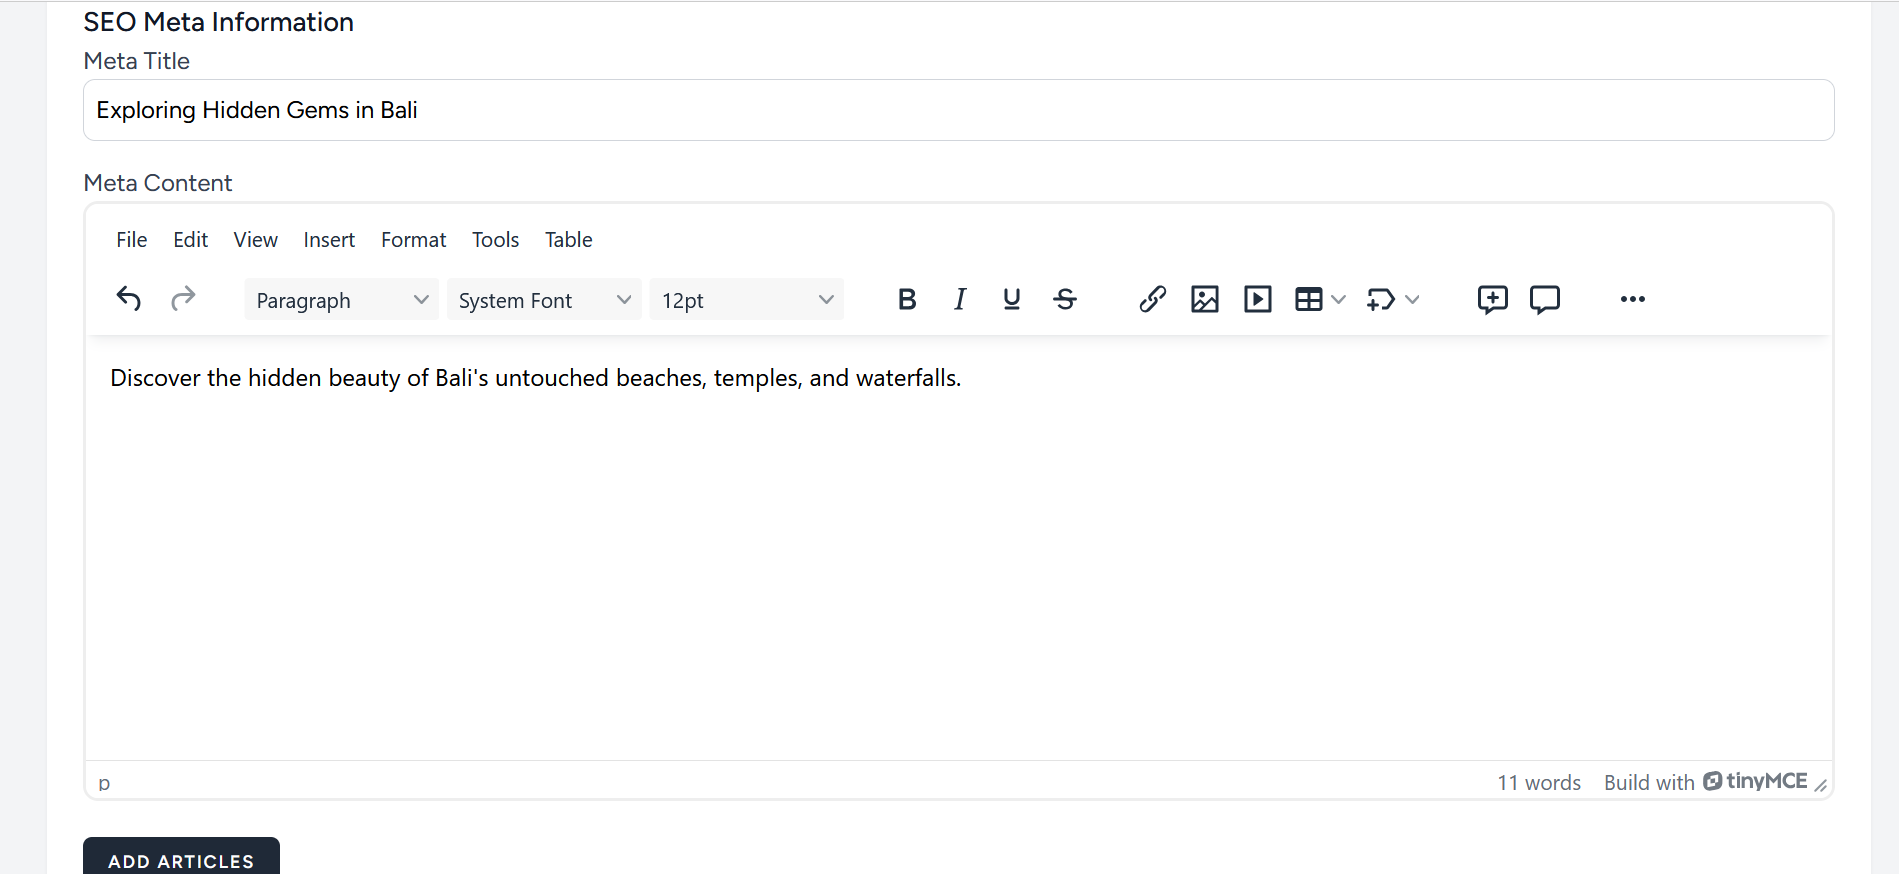 SEO Meta Information
Meta Title
Exploring Hidden Gems in Bali
Meta Content
File Edit View Insert Format Tools Table
Paragraph System Font 12pt B I U S
Discover the hidden beauty of Bali's untouched beaches, temples, and waterfalls.
p 11 words Build with tinyMCE
ADD ARTICLES